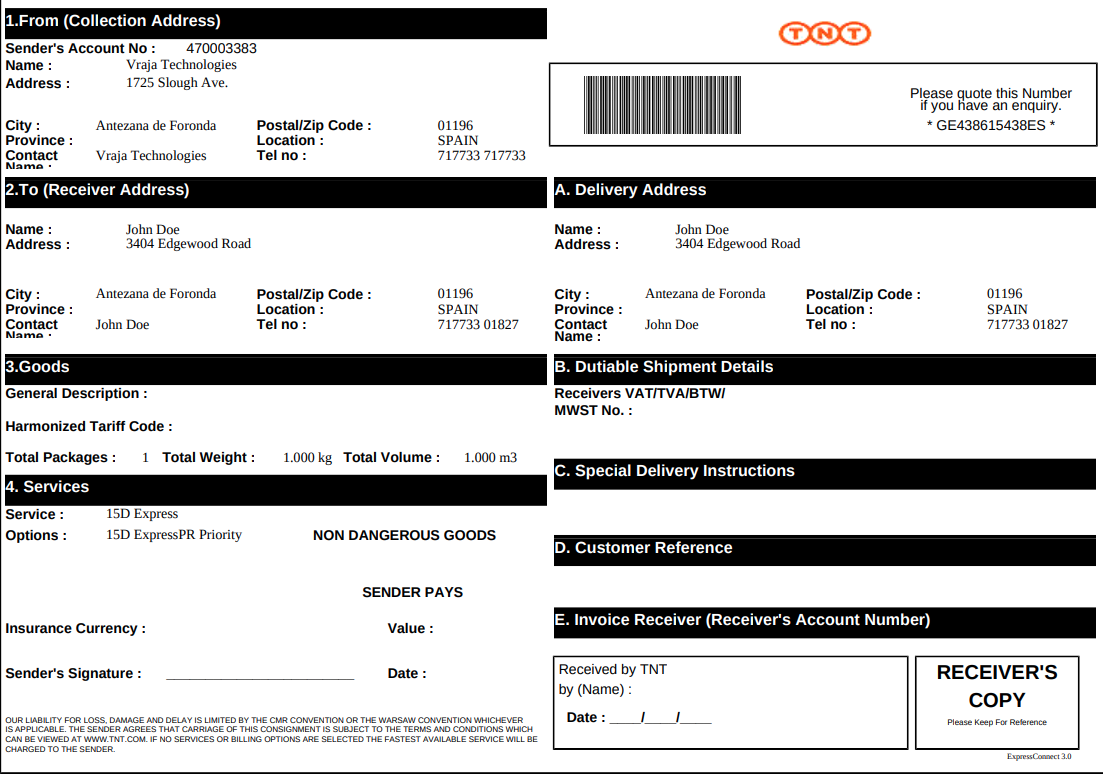 1.From (Collection Address)
Sender's Account No : 470003383
Name : Vraja Technologies
Address : 1725 Slough Ave.
City : Antezana de Foronda Postal/Zip Code : 01196
Province : Location : SPAIN
Contact Vraja Technologies Tel no : 717733 717733
Name :
TNT
Please quote this Number
if you have an enquiry.
* GE438615438ES *
2.To (Receiver Address)
Name : John Doe
Address : 3404 Edgewood Road
City : Antezana de Foronda Postal/Zip Code : 01196
Province : Location : SPAIN
Contact John Doe Tel no : 717733 01827
Name :
A. Delivery Address
Name : John Doe
Address : 3404 Edgewood Road
City : Antezana de Foronda Postal/Zip Code : 01196
Province : Location : SPAIN
Contact John Doe Tel no : 717733 01827
Name :
3.Goods
General Description :
Harmonized Tariff Code :
Total Packages : 1 Total Weight : 1.000 kg Total Volume : 1.000 m3
B. Dutiable Shipment Details
Receivers VAT/TVA/BTW/
MWST No. :
C. Special Delivery Instructions
4. Services
Service : 15D Express
Options : 15D ExpressPR Priority NON DANGEROUS GOODS
SENDER PAYS
Insurance Currency : Value :
Sender's Signature : _________________________ Date :
OUR LIABILITY FOR LOSS, DAMAGE AND DELAY IS LIMITED BY THE CMR CONVENTION OR THE WARSAW CONVENTION WHICHEVER
IS APPLICABLE. THE SENDER AGREES THAT CARRIAGE OF THIS CONSIGNMENT IS SUBJECT TO THE TERMS AND CONDITIONS WHICH
CAN BE VIEWED AT WWW.TNT.COM. IF NO SERVICES OR BILLING OPTIONS ARE SELECTED THE FASTEST AVAILABLE SERVICE WILL BE
CHARGED TO THE SENDER.
D. Customer Reference
E. Invoice Receiver (Receiver's Account Number)
Received by TNT
by (Name) :
Date : ____/____/____
RECEIVER'S
COPY
Please Keep For Reference
ExpressConnect 3.0